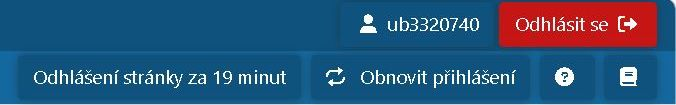 ub3320740 Odhlásit se
Odhlášení stránky za 19 minut Obnovit přihlášení